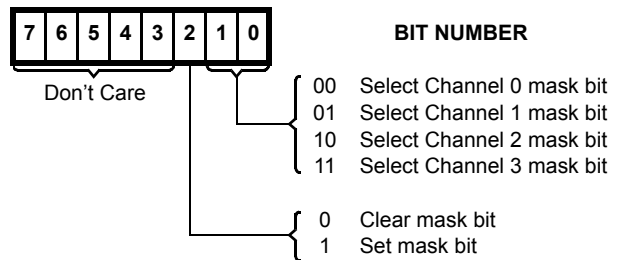 7 6 5 4 3 2 1 0 BIT NUMBER
Don't Care
00 Select Channel 0 mask bit
01 Select Channel 1 mask bit
10 Select Channel 2 mask bit
11 Select Channel 3 mask bit
0 Clear mask bit
1 Set mask bit